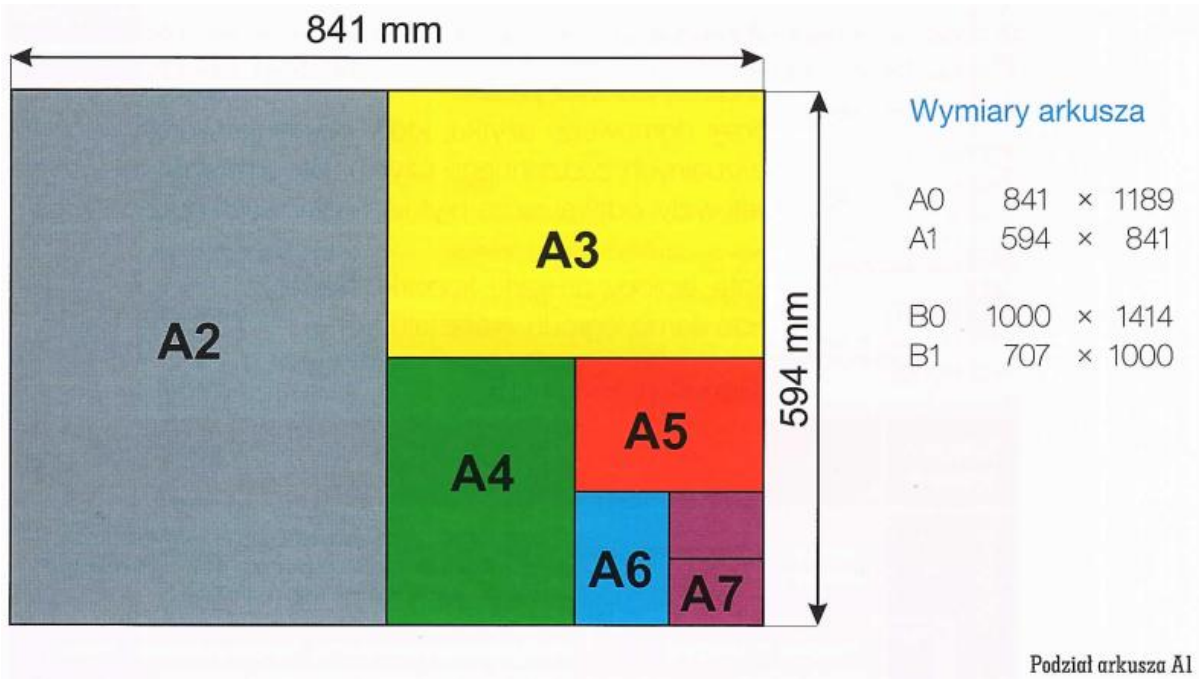 841 mm
Wymiary arkusza
A0 841 × 1189
A1 594 × 841
B0 1000 × 1414
B1 707 × 1000
A2
A3
A4
A5
A6
A7
594 mm
Podział arkusza A1